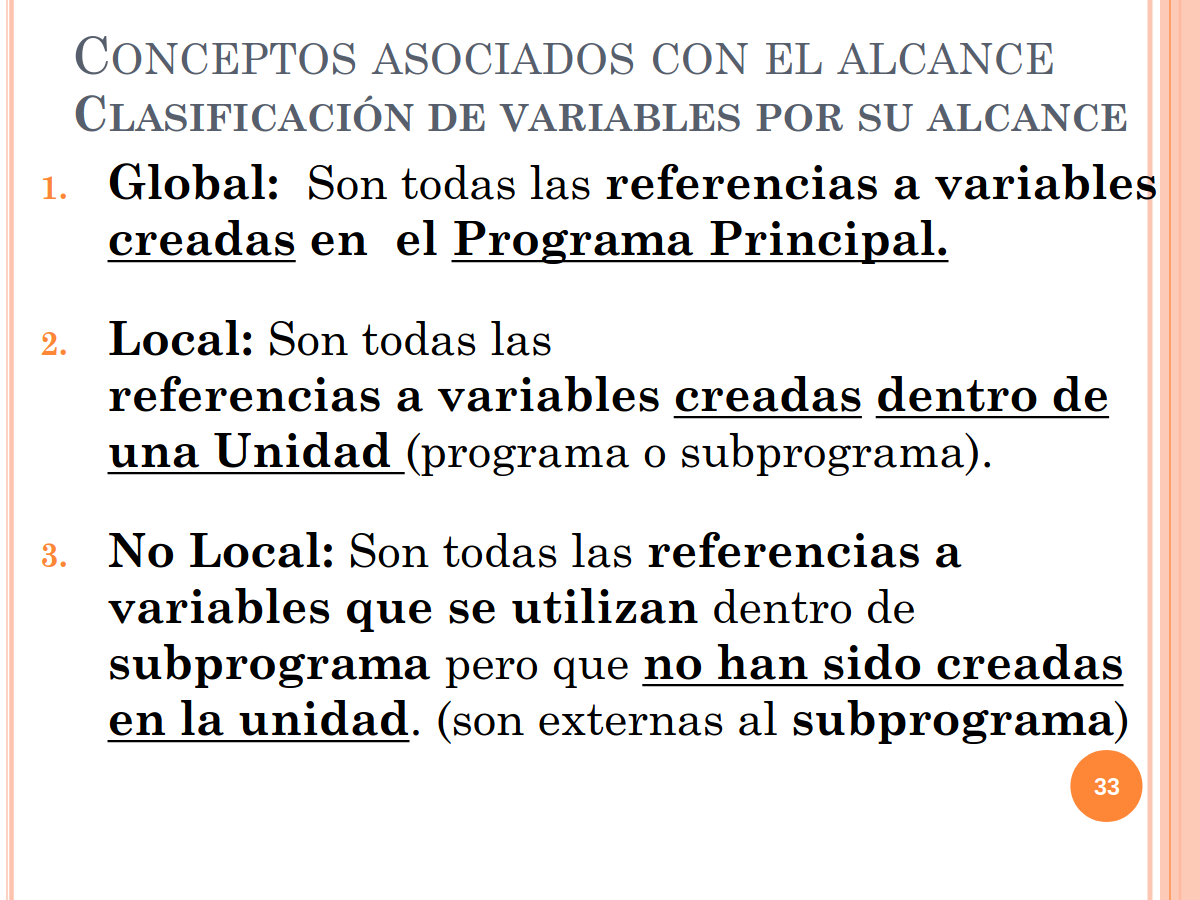 CONCEPTOS ASOCIADOS CON EL ALCANCE
CLASIFICACIÓN DE VARIABLES POR SU ALCANCE
1. Global: Son todas las referencias a variables
creadas en el Programa Principal.
2. Local: Son todas las
referencias a variables creadas dentro de
una Unidad (programa o subprograma).
3. No Local: Son todas las referencias a
variables que se utilizan dentro de
subprograma pero que no han sido creadas
en la unidad. (son externas al subprograma)
33